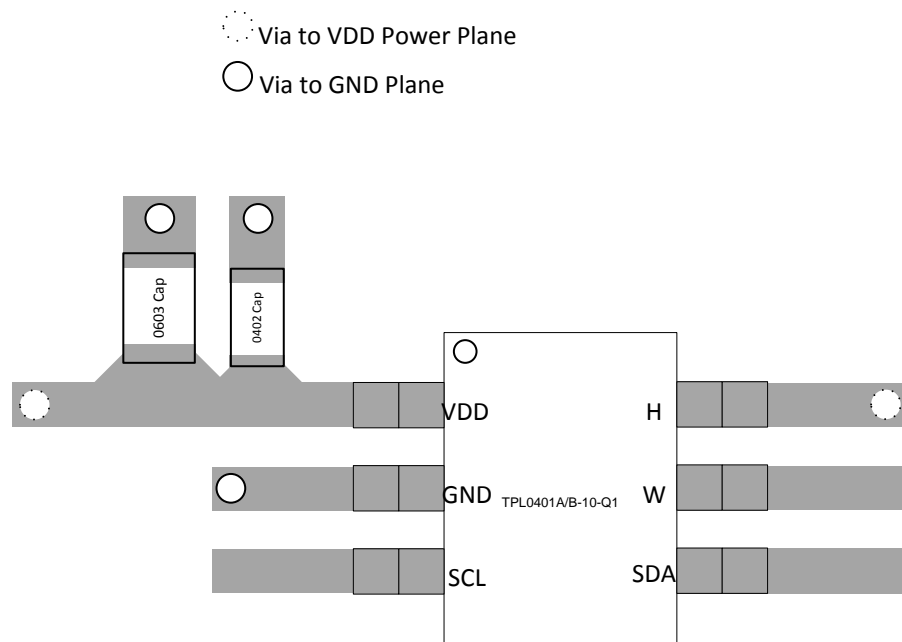 Via to VDD Power Plane
Via to GND Plane
0603 Cap
0402 Cap
VDD
H
GND
TPL0401A/B-10-Q1
W
SCL
SDA